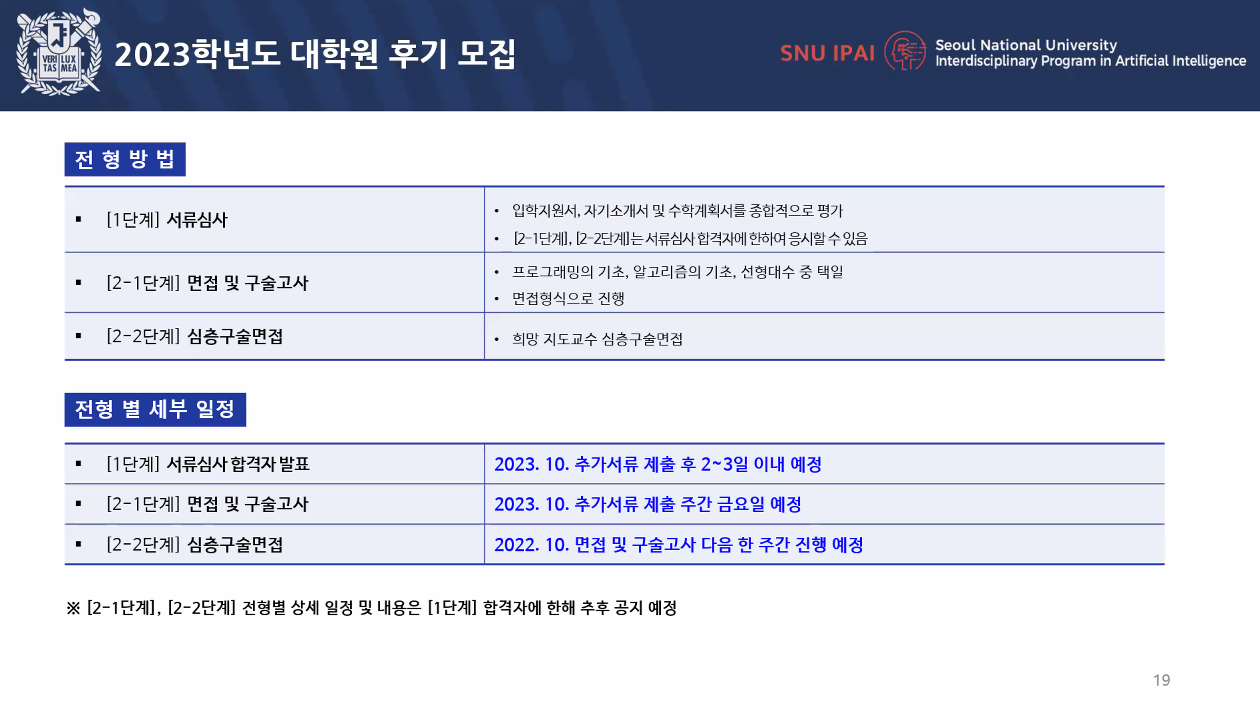 VERI LUX
TAS MEA
2023학년도 대학원 후기 모집
SNU IPAI
Seoul National University
Interdisciplinary Program in Artificial Intelligence
전 형 방 법
▪ [1단계] 서류심사
• 입학지원서, 자기소개서 및 수학계획서를 종합적으로 평가
• [2-1단계], [2-2단계]는 서류심사 합격자에 한하여 응시할 수 있음
▪ [2-1단계] 면접 및 구술고사
• 프로그래밍의 기초, 알고리즘의 기초, 선형대수 중 택일
• 면접형식으로 진행
▪ [2-2단계] 심층구술면접
• 희망 지도교수 심층구술면접
전형 별 세부 일정
▪ [1단계] 서류심사 합격자 발표
2023. 10. 추가서류 제출 후 2~3일 이내 예정
▪ [2-1단계] 면접 및 구술고사
2023. 10. 추가서류 제출 주간 금요일 예정
▪ [2-2단계] 심층구술면접
2022. 10. 면접 및 구술고사 다음 한 주간 진행 예정
※ [2-1단계], [2-2단계] 전형별 상세 일정 및 내용은 [1단계] 합격자에 한해 추후 공지 예정
19